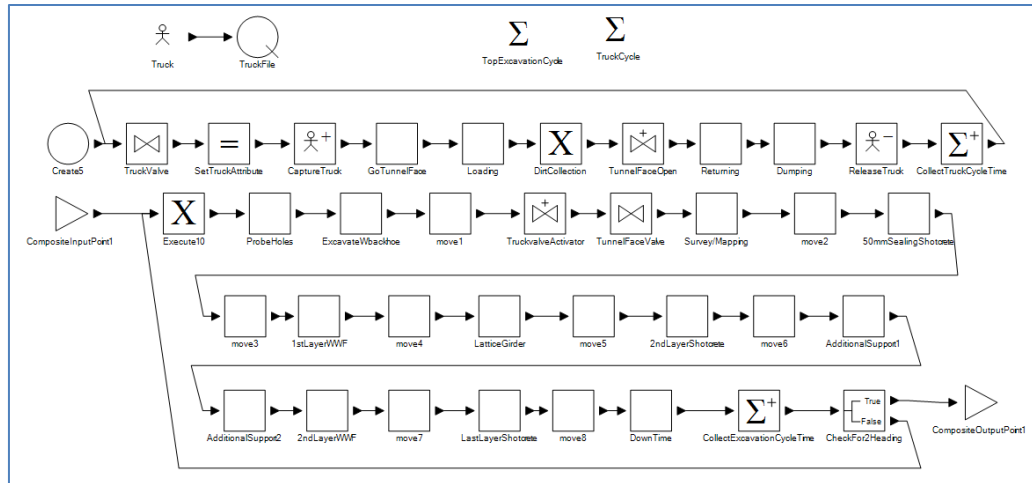 Σ
Σ
Truck
TruckFile
TopExcavationCycle
TruckCycle
=
+
X
+
−
Σ+
Create5
TruckValve
SetTruckAttribute
CaptureTruck
GoTunnelFace
Loading
DirtCollection
TunnelFaceOpen
Returning
Dumping
ReleaseTruck
CollectTruckCycleTime
X
+
CompositeInputPoint1
Execute10
ProbeHoles
ExcavateWbackhoe
move1
TruckvalveActivator
TunnelFaceValve
Survey/Mapping
move2
50mmSealingShotcrete
move3
1stLayerWWF
move4
LatticeGirder
move5
2ndLayerShotcrete
move6
AdditionalSupport1
Σ+
True
False
AdditionalSupport2
2ndLayerWWF
move7
LastLayerShotcrete
move8
DownTime
CollectExcavationCycleTime
CheckFor2Heading
CompositeOutputPoint1